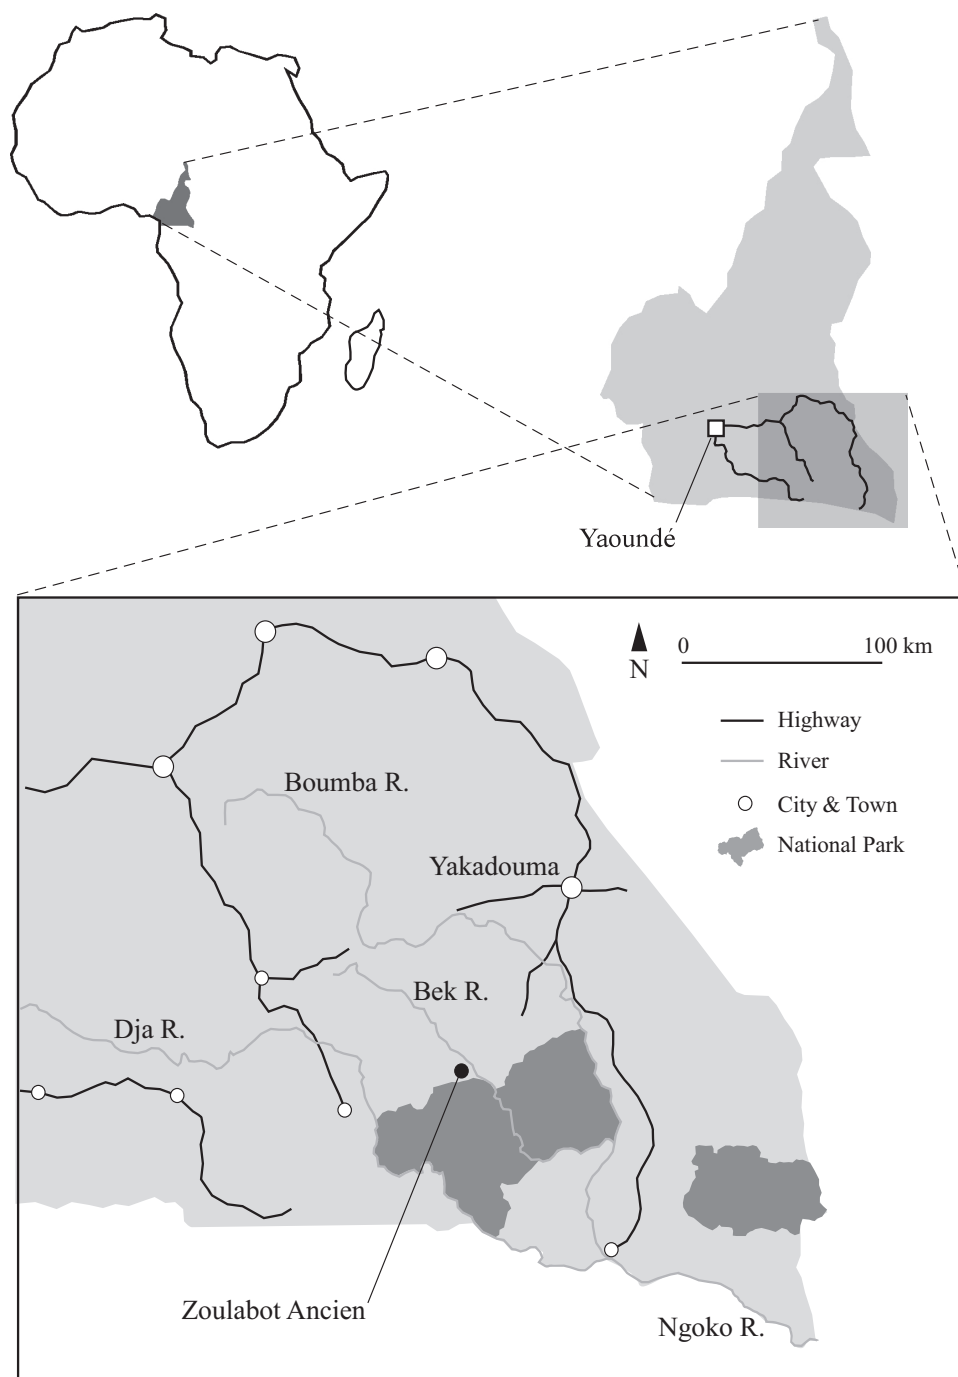 Yaoundé
0 100 km
N
Highway
River
City & Town
National Park
Boumba R.
Yakadouma
Bek R.
Dja R.
Zoulabot Ancien
Ngoko R.